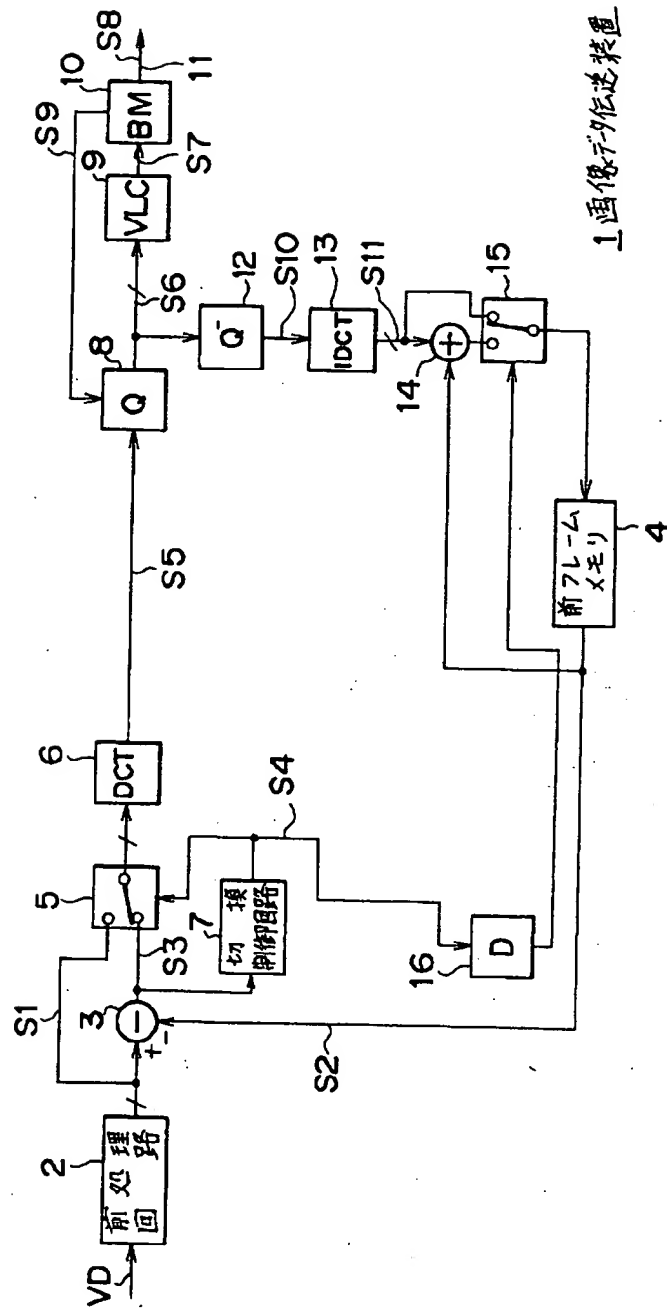 VD
2
前処理
回路
S1
+
−
3
S3
5
6
DCT
7
切換
制御回路
S4
16
D
S2
S5
8
Q
S9
S6
9
VLC
S7
10
BM
S8
11
12
Q⁻
S10
13
IDCT
S11
14
+
15
前フレーム
メモリ
4
1 画像データ伝送装置